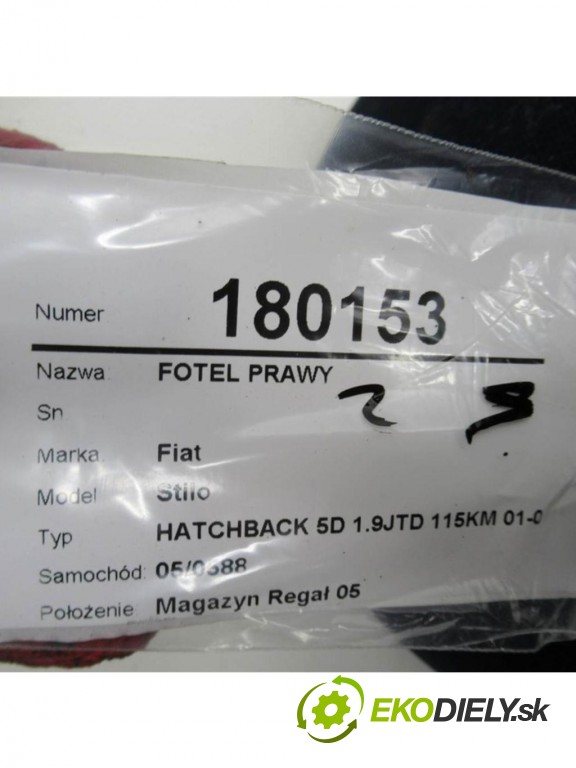 Numer 180153
Nazwa FOTEL PRAWY
Sn
Marka Fiat
Model Stilo
Typ HATCHBACK 5D 1.9JTD 115KM 01-0
Samochód: 05/0388
Położenie Magazyn Regał 05
EKODIELY.sk